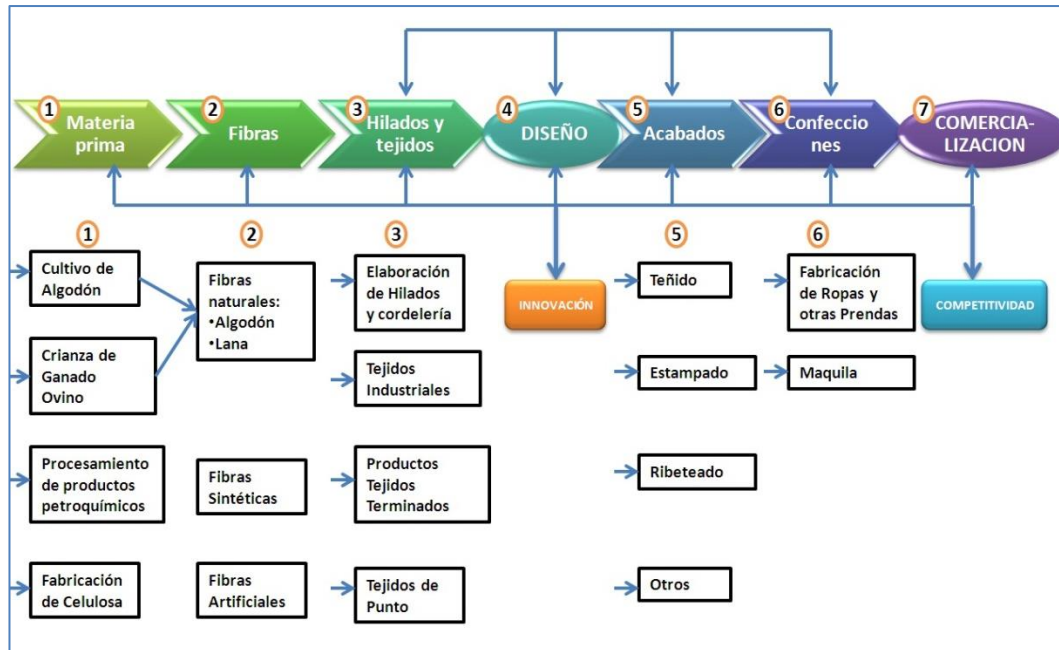 1
Materia
prima
2
Fibras
3
Hilados y
tejidos
4
DISEÑO
5
Acabados
6
Confeccio
nes
7
COMERCIA-
LIZACION
1
Cultivo de
Algodón
Crianza de
Ganado
Ovino
Procesamiento
de productos
petroquímicos
Fabricación
de Celulosa
2
Fibras
naturales:
•Algodón
•Lana
Fibras
Sintéticas
Fibras
Artificiales
3
Elaboración
de Hilados
y cordelería
Tejidos
Industriales
Productos
Tejidos
Terminados
Tejidos de
Punto
INNOVACIÓN
5
Teñido
Estampado
Ribeteado
Otros
6
Fabricación
de Ropas y
otras Prendas
Maquila
COMPETITIVIDAD